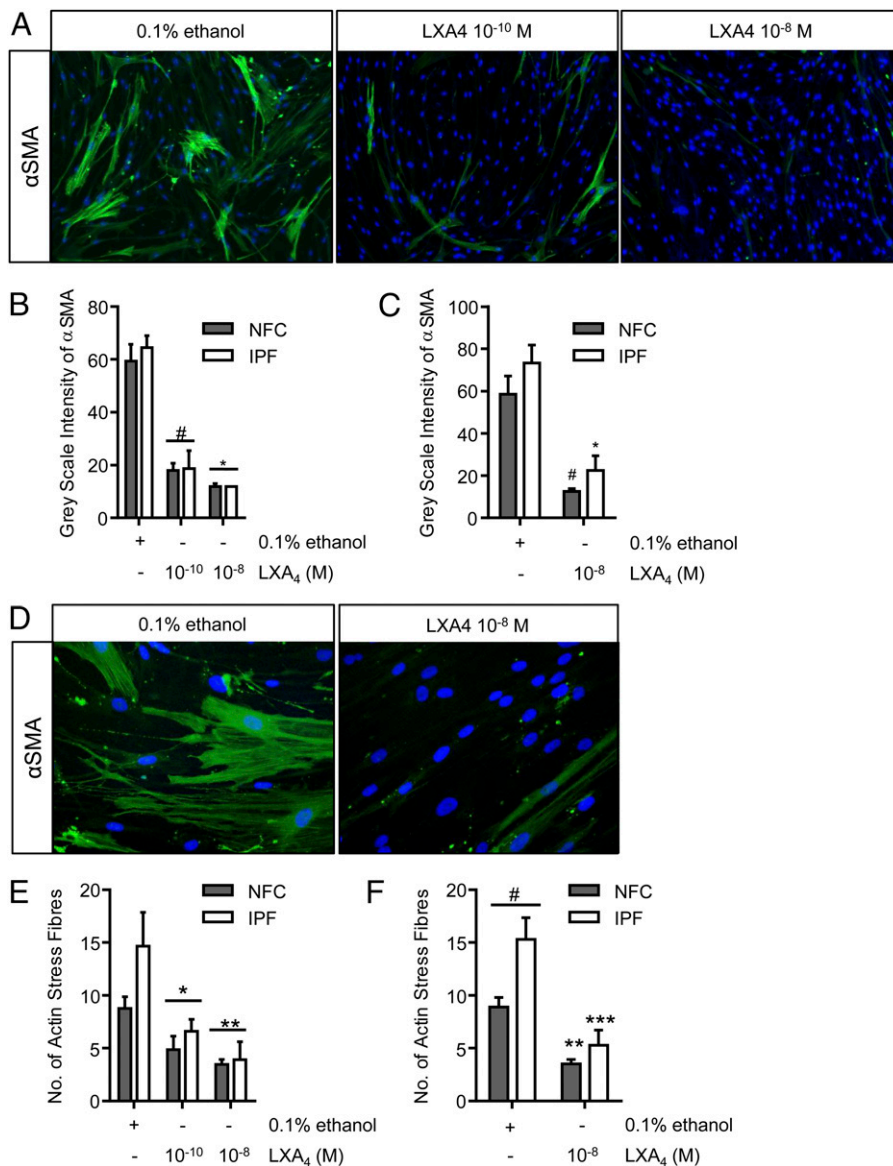 A
0.1% ethanol
LXA4 10⁻¹⁰ M
LXA4 10⁻⁸ M
αSMA
B
Grey Scale Intensity of αSMA
80
60
40
20
0
NFC
IPF
#
*
+ - - 0.1% ethanol
- 10⁻¹⁰ 10⁻⁸ LXA₄ (M)
C
Grey Scale Intensity of αSMA
100
80
60
40
20
0
NFC
IPF
#
*
+ - 0.1% ethanol
- 10⁻⁸ LXA₄ (M)
D
0.1% ethanol
LXA4 10⁻⁸ M
αSMA
E
No. of Actin Stress Fibres
20
15
10
5
0
NFC
IPF
*
**
+ - - 0.1% ethanol
- 10⁻¹⁰ 10⁻⁸ LXA₄ (M)
F
No. of Actin Stress Fibres
20
15
10
5
0
NFC
IPF
#
**
***
+ - 0.1% ethanol
- 10⁻⁸ LXA₄ (M)